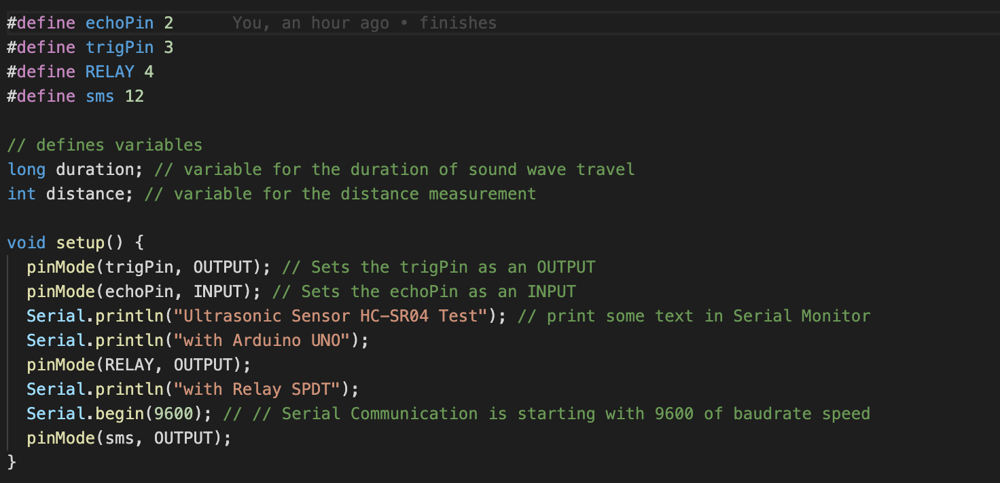 #define echoPin 2      You, an hour ago • finishes
#define trigPin 3
#define RELAY 4
#define sms 12

// defines variables
long duration; // variable for the duration of sound wave travel
int distance; // variable for the distance measurement

void setup() {
  pinMode(trigPin, OUTPUT); // Sets the trigPin as an OUTPUT
  pinMode(echoPin, INPUT); // Sets the echoPin as an INPUT
  Serial.println("Ultrasonic Sensor HC-SR04 Test"); // print some text in Serial Monitor
  Serial.println("with Arduino UNO");
  pinMode(RELAY, OUTPUT);
  Serial.println("with Relay SPDT");
  Serial.begin(9600); // // Serial Communication is starting with 9600 of baudrate speed
  pinMode(sms, OUTPUT);
}